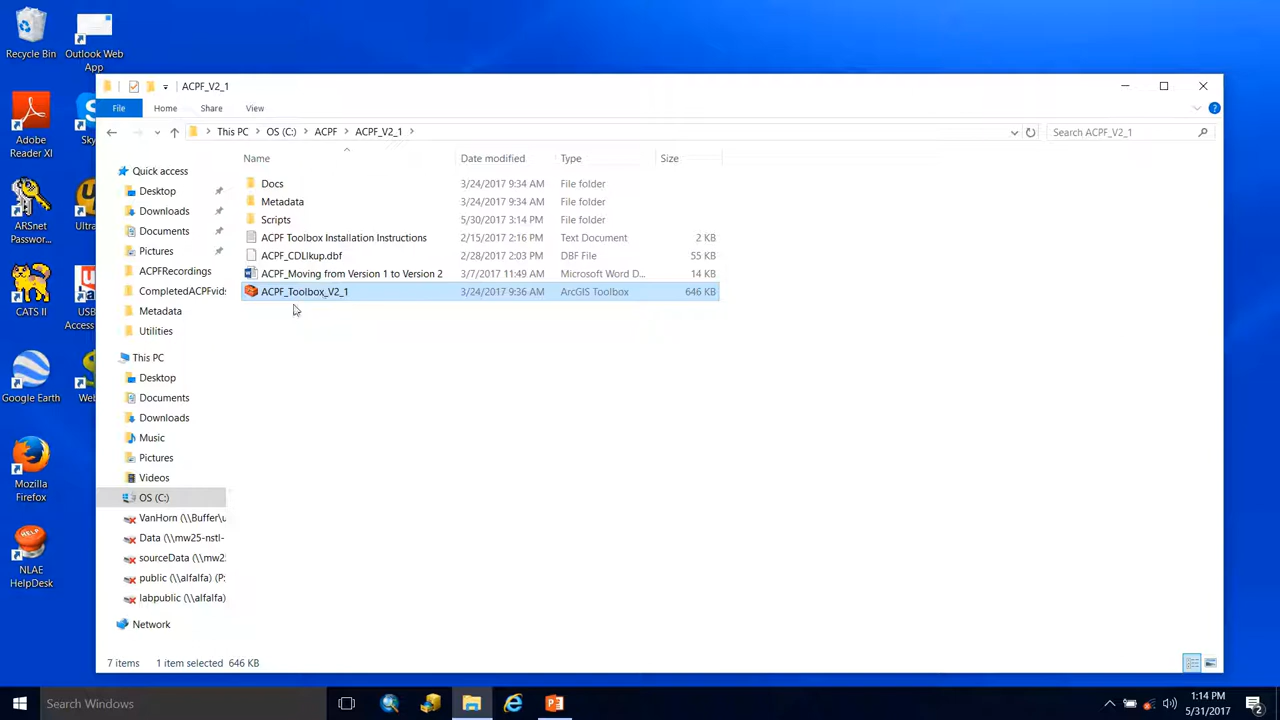 Recycle Bin
Outlook Web
App
Adobe
Reader XI
Sky
ARSnet
Passwor...
Ultra
CATS II
USB
Access
Google Earth
Web
Mozilla
Firefox
NLAE
HelpDesk
ACPF_V2_1
File Home Share View
This PC OS (C:) ACPF ACPF_V2_1
Search ACPF_V2_1
Name Date modified Type Size
Docs 3/24/2017 9:34 AM File folder
Metadata 3/24/2017 9:34 AM File folder
Scripts 5/30/2017 3:14 PM File folder
ACPF Toolbox Installation Instructions 2/15/2017 2:16 PM Text Document 2 KB
ACPF_CDLlkup.dbf 2/28/2017 2:03 PM DBF File 55 KB
ACPF_Moving from Version 1 to Version 2 3/7/2017 11:49 AM Microsoft Word D... 14 KB
ACPF_Toolbox_V2_1 3/24/2017 9:36 AM ArcGIS Toolbox 646 KB
Quick access
Desktop
Downloads
Documents
Pictures
ACPFRecordings
CompletedACPFvids
Metadata
Utilities
This PC
Desktop
Documents
Downloads
Music
Pictures
Videos
OS (C:)
VanHorn (\\Buffer\u
Data (\\mw25-nstl-
sourceData (\\mw25
public (\\alfalfa) (P:
labpublic (\\alfalfa)
Network
7 items 1 item selected 646 KB
Search Windows
1:14 PM
5/31/2017
2